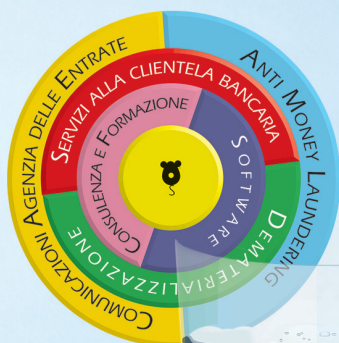 COMUNICAZIONI AGENZIA DELLE ENTRATE
ANTI MONEY LAUNDERING
SERVIZI ALLA CLIENTELA BANCARIA
DEMATERIALIZZAZIONE
CONSULENZA E FORMAZIONE
SOFTWARE